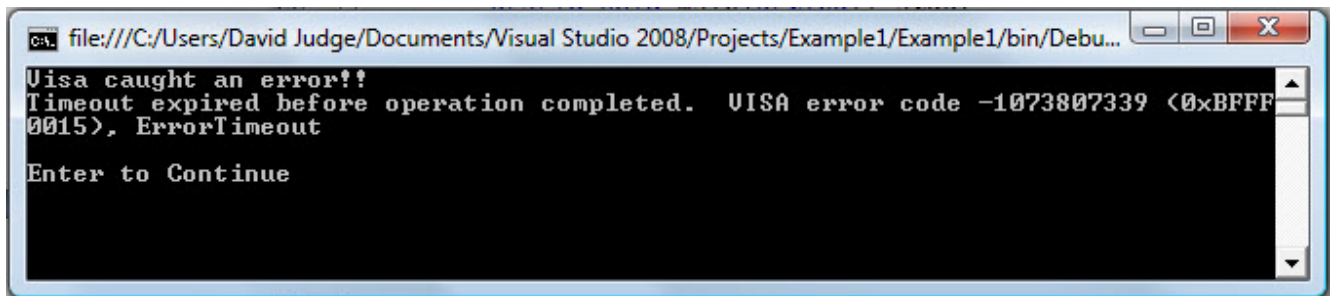 C:\. file:///C:/Users/David Judge/Documents/Visual Studio 2008/Projects/Example1/Example1/bin/Debu...
Visa caught an error!!
Timeout expired before operation completed.  VISA error code -1073807339 (0xBFFF
0015), ErrorTimeout
Enter to Continue